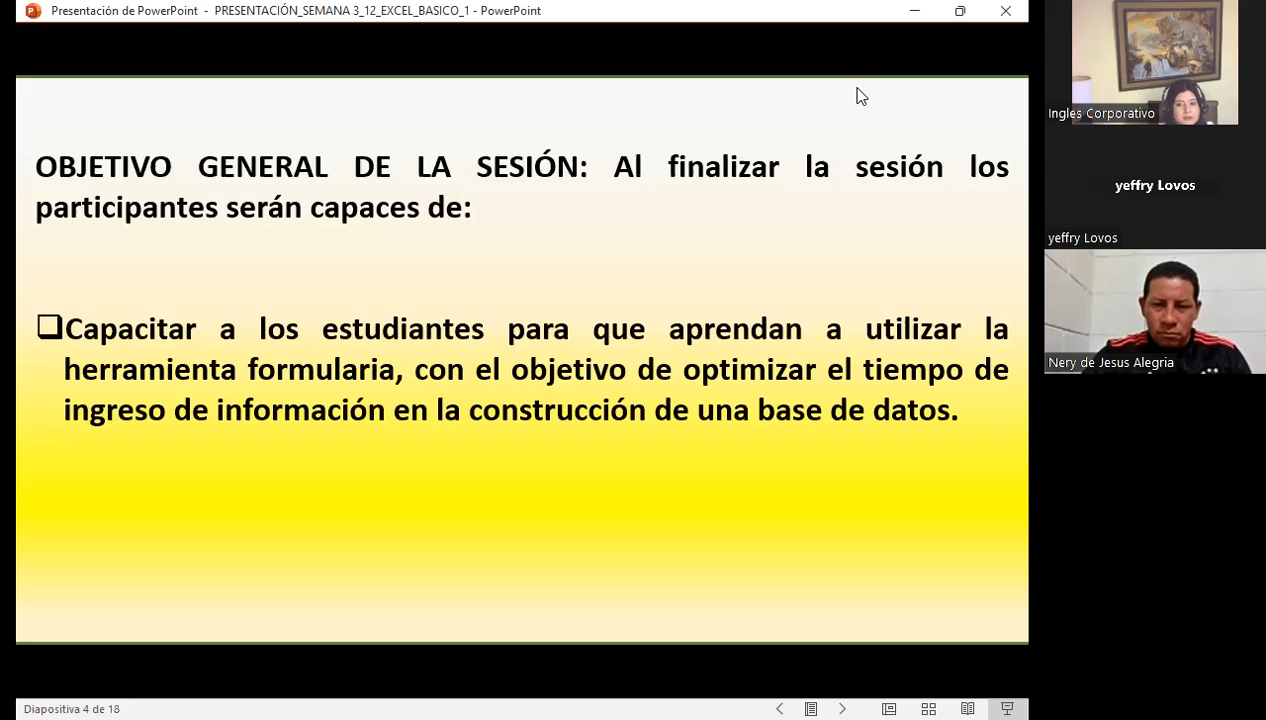 Presentación de PowerPoint - PRESENTACIÓN_SEMANA 3_12_EXCEL_BASICO_1 - PowerPoint
OBJETIVO GENERAL DE LA SESIÓN: Al finalizar la sesión los
participantes serán capaces de:
Capacitar a los estudiantes para que aprendan a utilizar la
herramienta formularia, con el objetivo de optimizar el tiempo de
ingreso de información en la construcción de una base de datos.
Diapositiva 4 de 18
Ingles Corporativo
yeffry Lovos
yeffry Lovos
Nery de Jesus Alegria